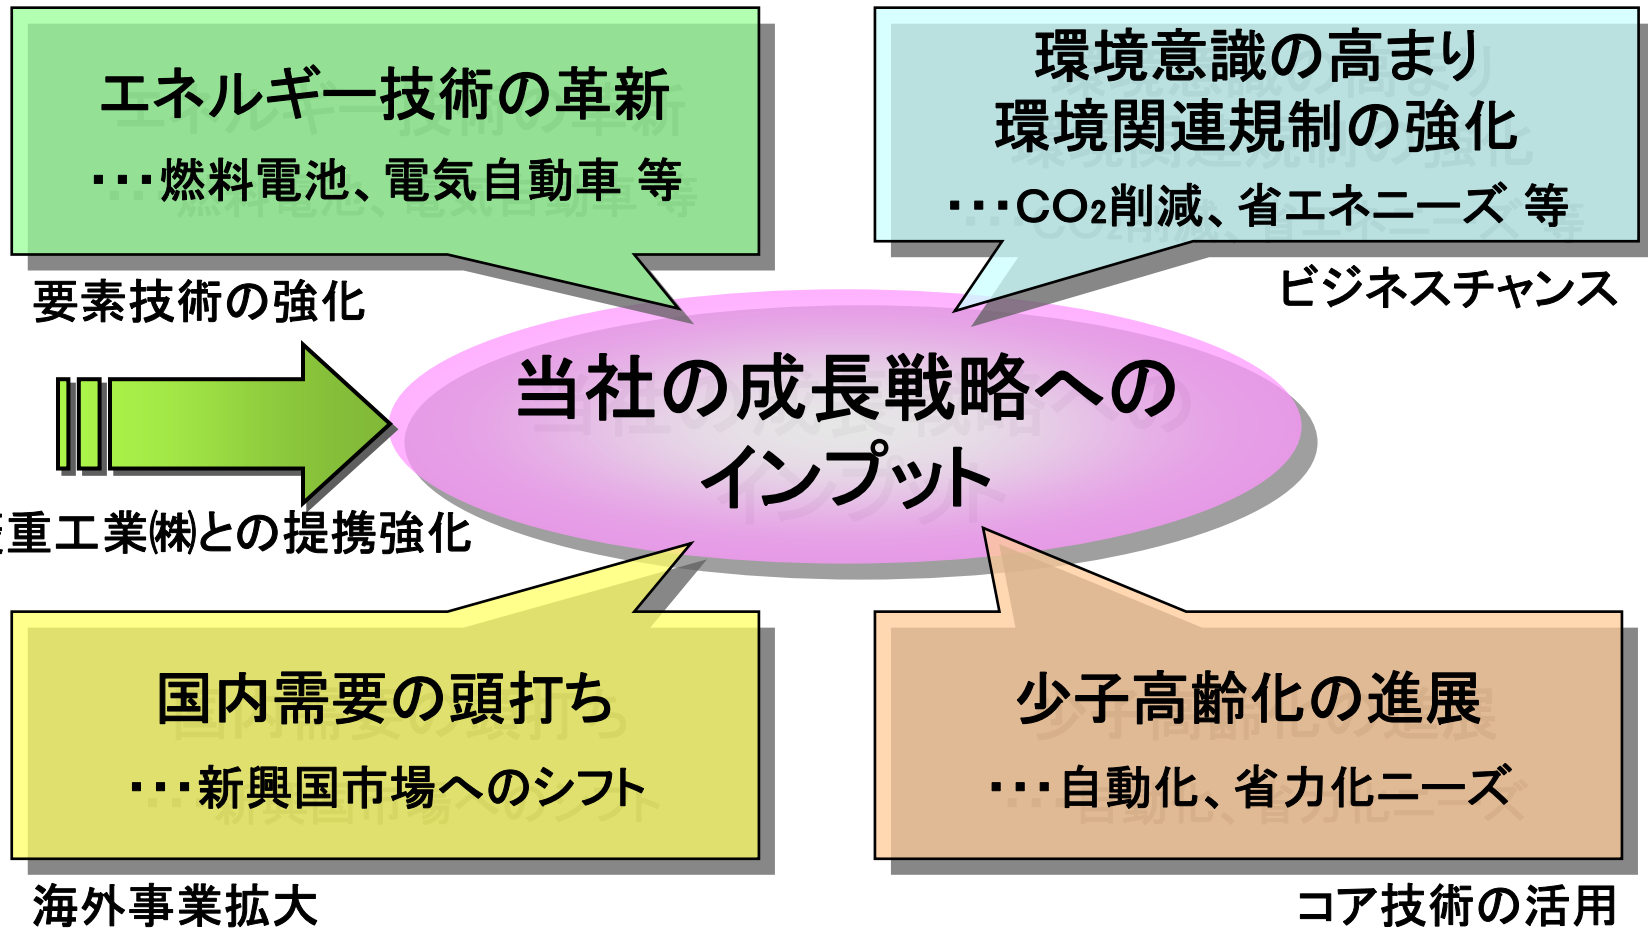 エネルギー技術の革新
・・・燃料電池、電気自動車 等
環境意識の高まり
環境関連規制の強化
・・・CO₂削減、省エネニーズ 等
要素技術の強化
ビジネスチャンス
当社の成長戦略への
インプット
重工業㈱との提携強化
国内需要の頭打ち
・・・新興国市場へのシフト
少子高齢化の進展
・・・自動化、省力化ニーズ
海外事業拡大
コア技術の活用